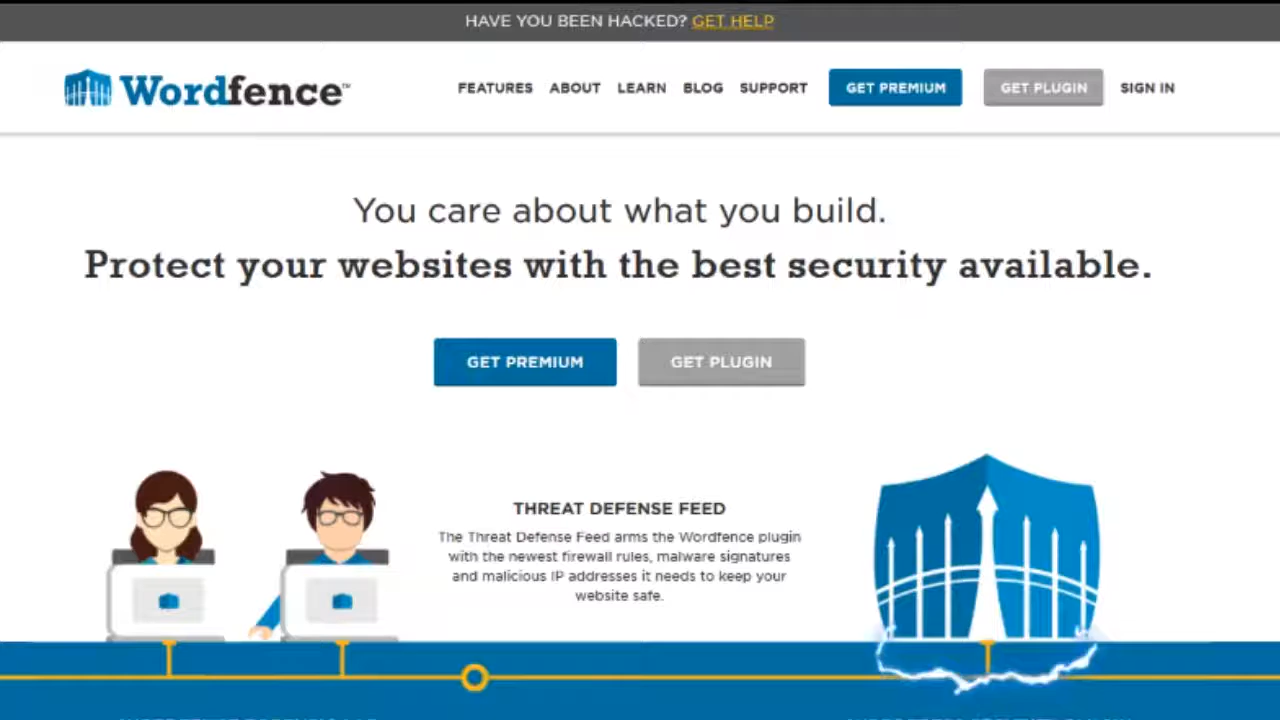 HAVE YOU BEEN HACKED? GET HELP
Wordfence™
FEATURES ABOUT LEARN BLOG SUPPORT GET PREMIUM GET PLUGIN SIGN IN
You care about what you build.
Protect your websites with the best security available.
GET PREMIUM GET PLUGIN
THREAT DEFENSE FEED
The Threat Defense Feed arms the Wordfence plugin
with the newest firewall rules, malware signatures
and malicious IP addresses it needs to keep your
website safe.